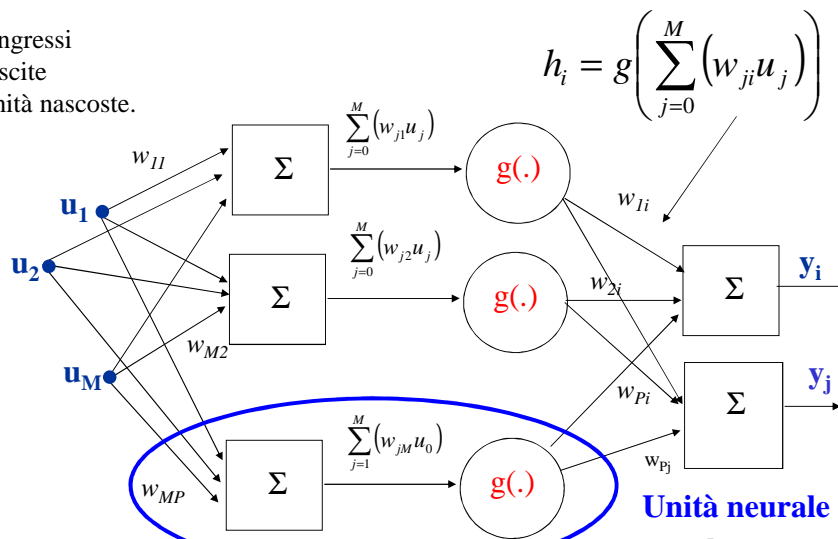 ngressi
scite
nità nascoste.
h_i = g(∑_{j=0}^{M}(w_{ji}u_j))
∑_{j=0}^{M}(w_{j1}u_j)
w_{11}
Σ
g(.)
u_1
w_{1i}
∑_{j=0}^{M}(w_{j2}u_j)
u_2
Σ
g(.)
w_{2i}
Σ
y_i
w_{M2}
u_M
w_{Pi}
Σ
y_j
∑_{j=1}^{M}(w_{jM}u_0)
w_{MP}
Σ
g(.)
w_{Pj}
Unità neurale